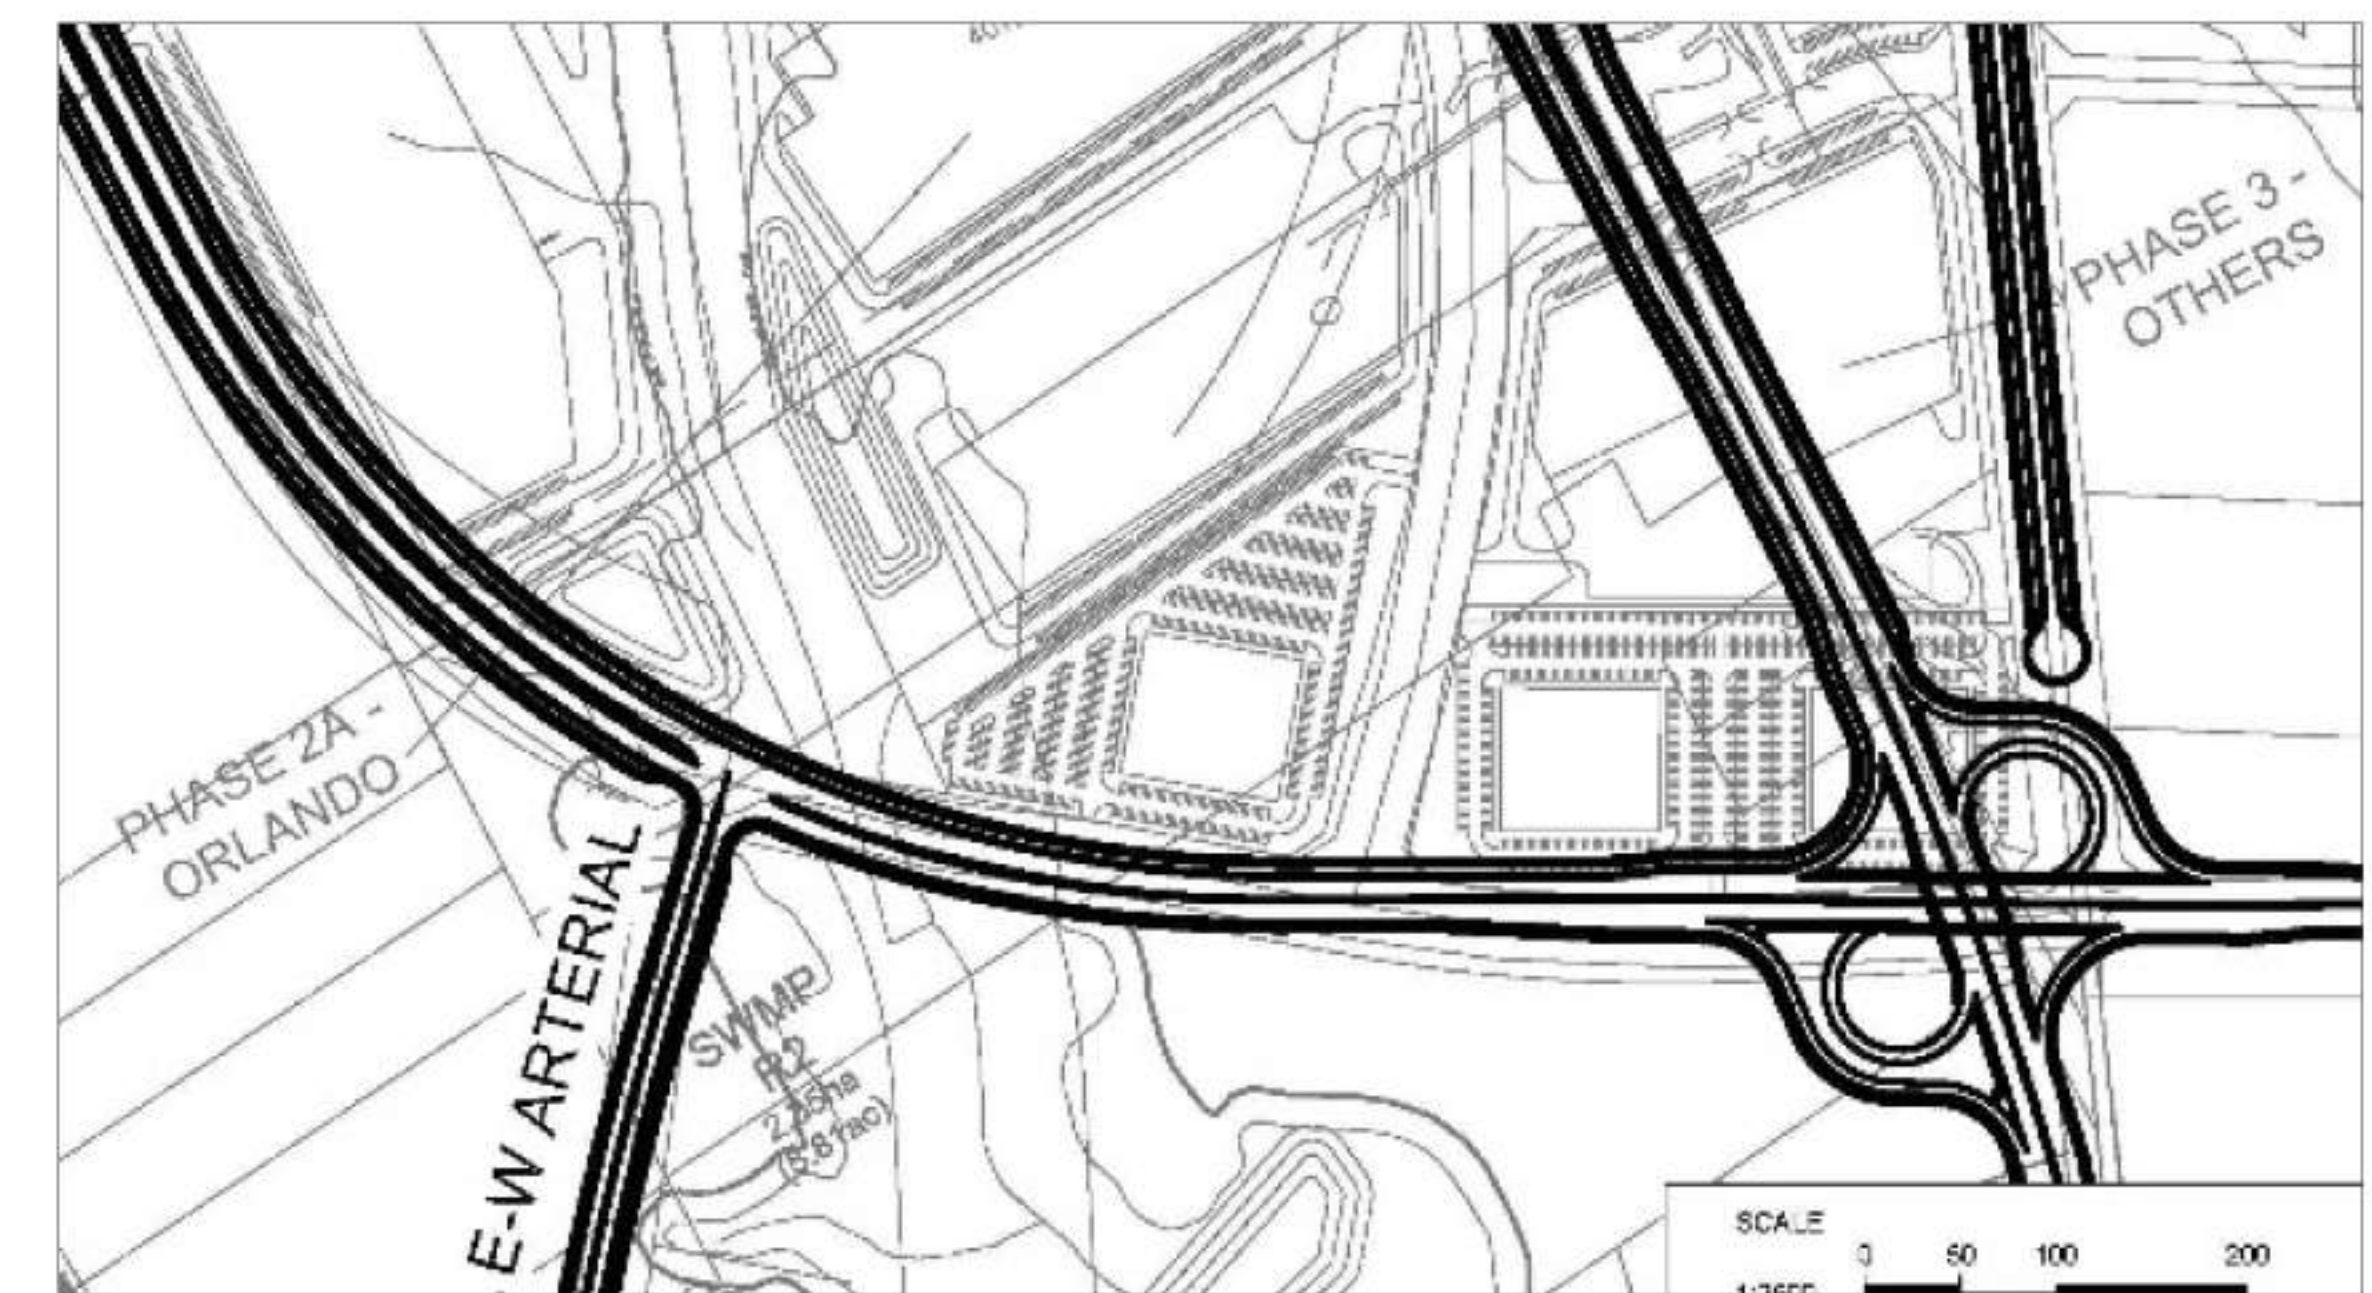 PHASE 3 -
OTHERS
PHASE 2A -
ORLANDO
E-W ARTERIAL
SWMP
R2
SCALE
0 50 100 200